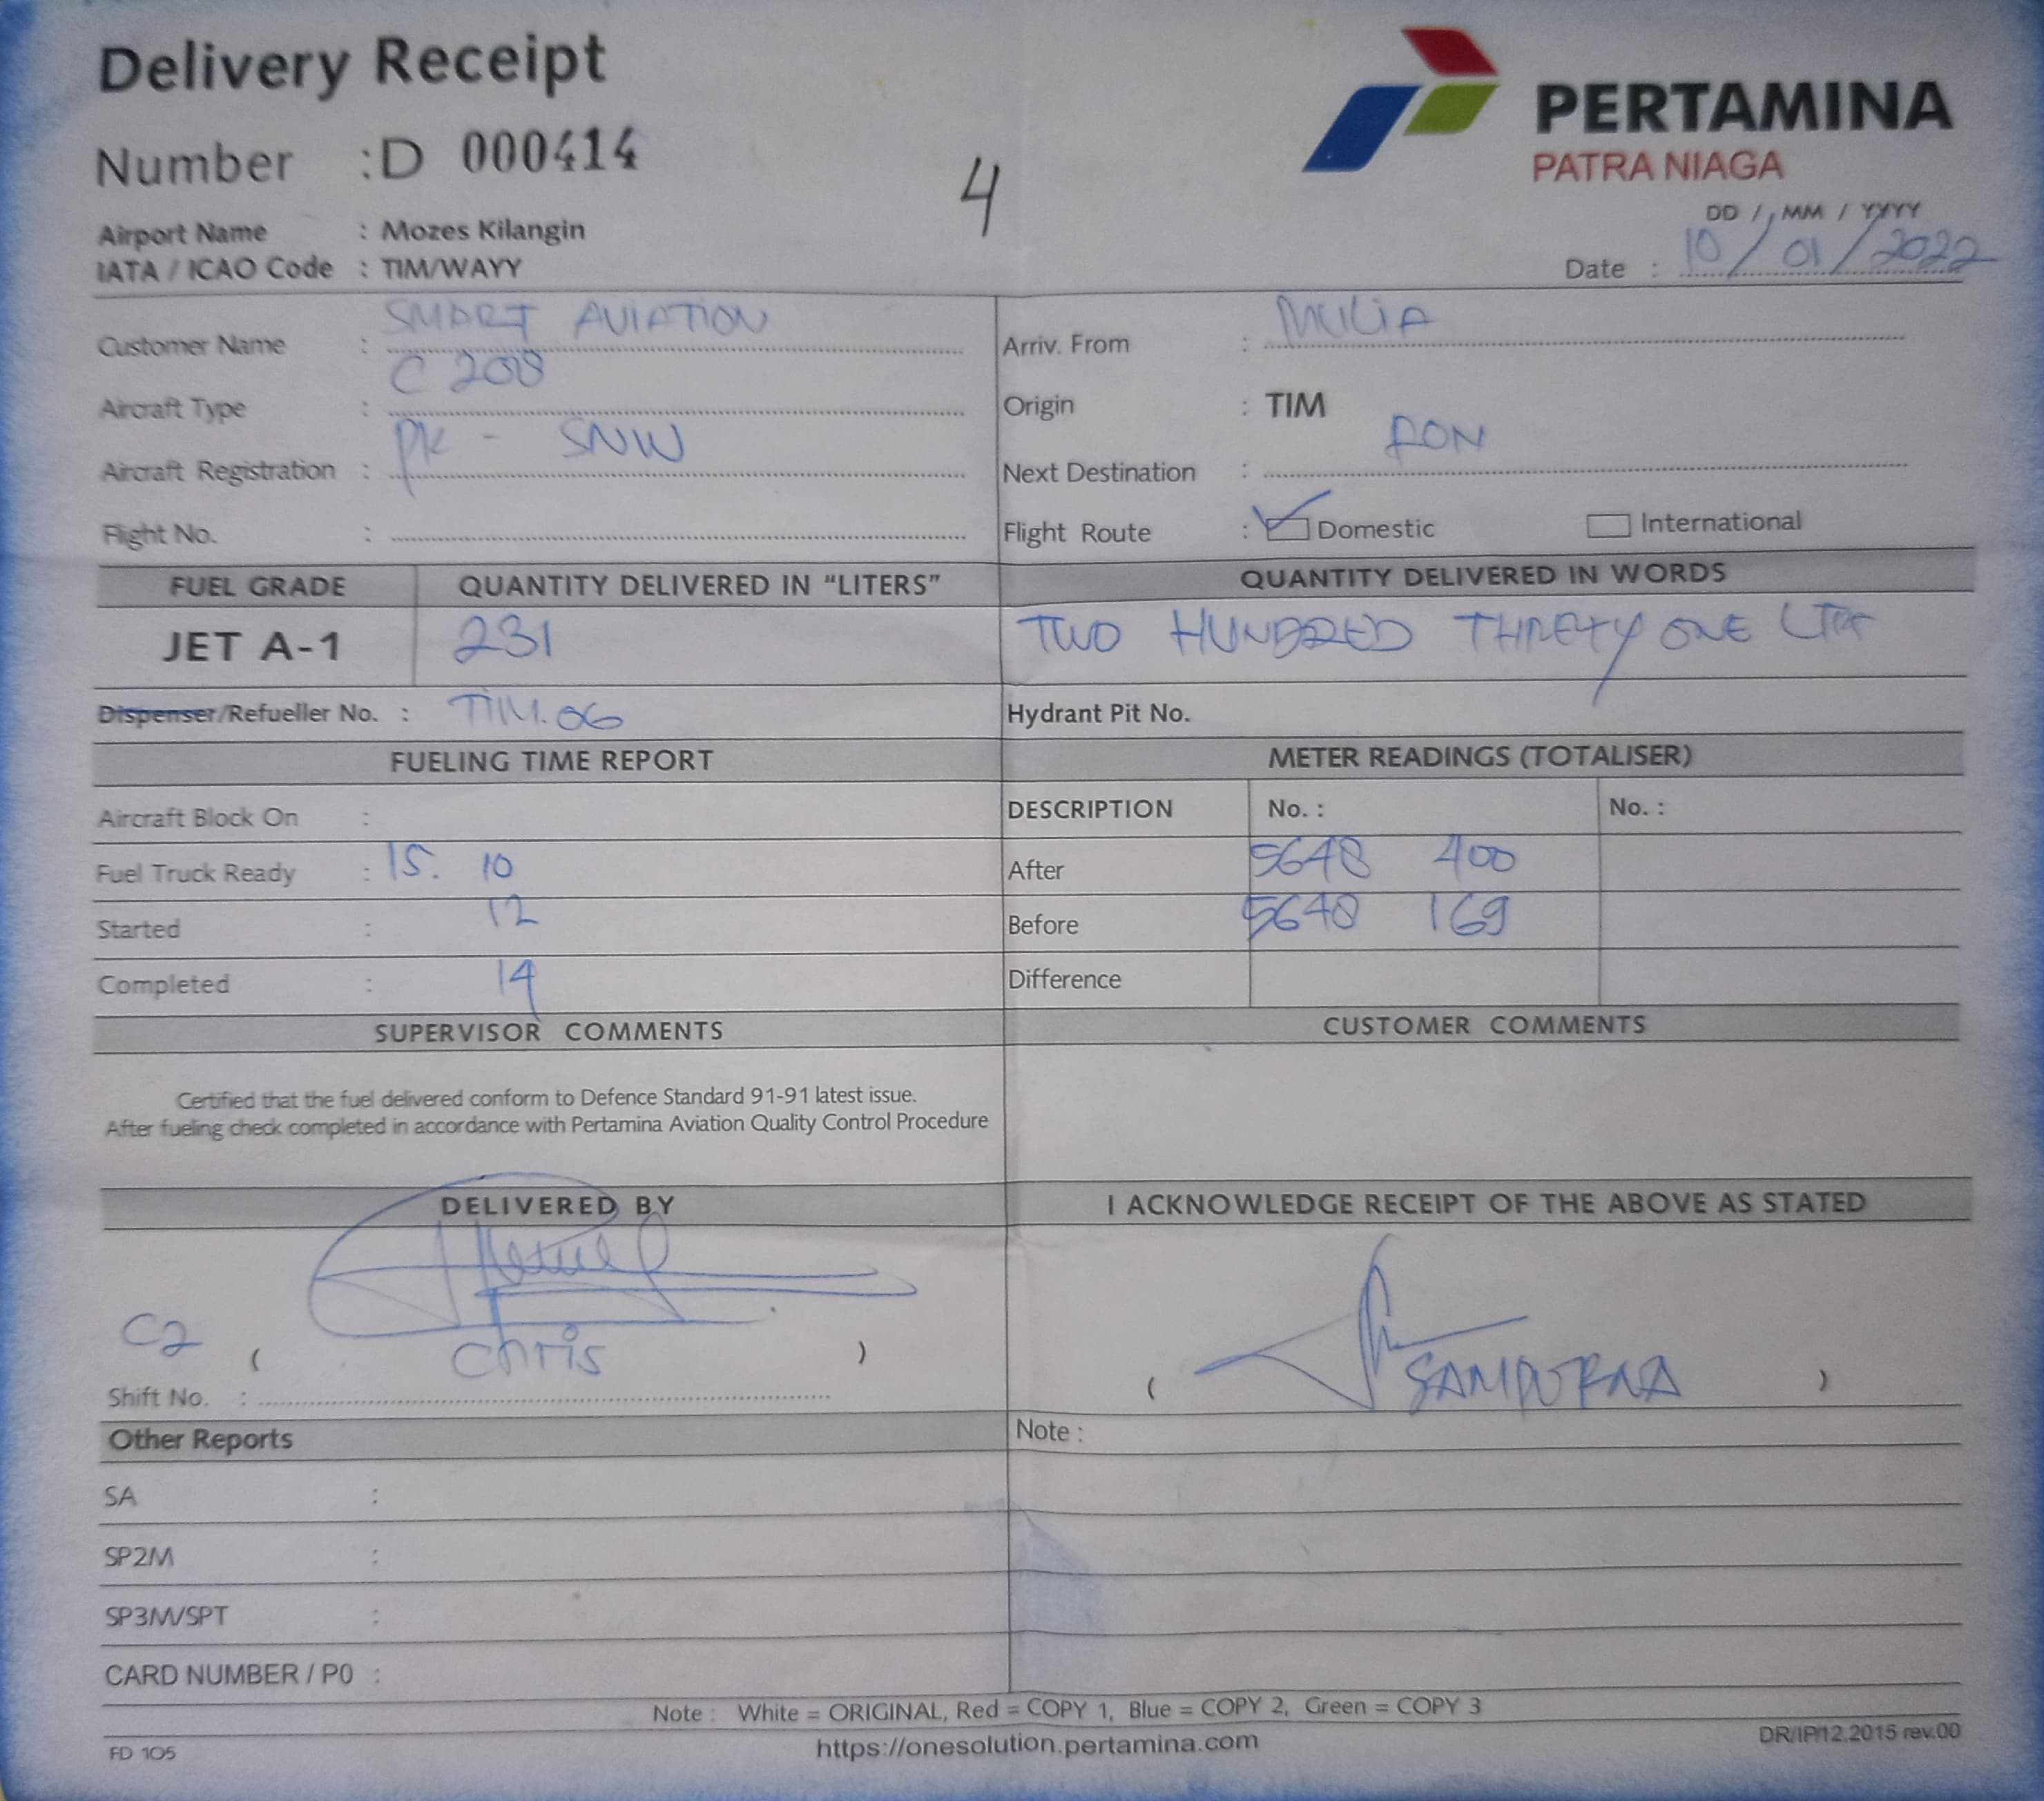 Delivery Receipt
PERTAMINA
PATRA NIAGA
Number : D 000414
4
DD / MM / YYYY
Date : 10 / 01 / 2022
Airport Name : Mozes Kilangin
IATA / ICAO Code : TIM/WAYY
Customer Name : SMART AVIATION
Arriv. From : MULIA
Aircraft Type : C 208
Origin : TIM
Aircraft Registration : PK - SNW
Next Destination : RON
Flight No. :
Flight Route : Domestic International
FUEL GRADE QUANTITY DELIVERED IN "LITERS" QUANTITY DELIVERED IN WORDS
JET A-1 231 TWO HUNDRED THRETY ONE LTR
Dispenser/Refueller No. : TIM.06 Hydrant Pit No.
FUELING TIME REPORT METER READINGS (TOTALISER)
Aircraft Block On : DESCRIPTION No. : No. :
Fuel Truck Ready : 15. 10 After 5648 400
Started : 12 Before 5648 169
Completed : 14 Difference
SUPERVISOR COMMENTS CUSTOMER COMMENTS
Certified that the fuel delivered conform to Defence Standard 91-91 latest issue.
After fueling check completed in accordance with Pertamina Aviation Quality Control Procedure
DELIVERED BY I ACKNOWLEDGE RECEIPT OF THE ABOVE AS STATED
C2 ( Chris ) ( SAMPURNA )
Shift No. :
Other Reports Note :
SA :
SP2M :
SP3M/SPT :
CARD NUMBER / P0 :
Note : White = ORIGINAL, Red = COPY 1, Blue = COPY 2, Green = COPY 3
FD 105 https://onesolution.pertamina.com DR/IP/12.2015 rev.00